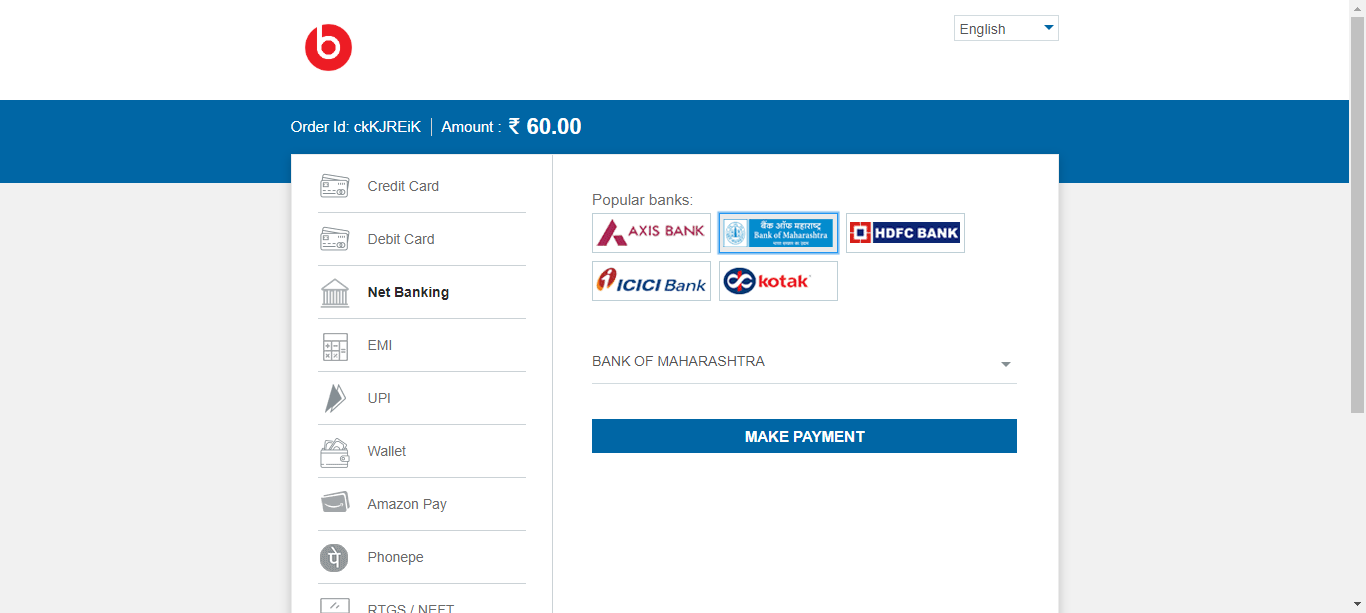 b
English
Order Id: ckKJREiK
Amount : ₹ 60.00
Credit Card
Debit Card
Net Banking
EMI
UPI
Wallet
Amazon Pay
पे
Phonepe
RTGS / NEFT
Popular banks:
AXIS BANK
बैंक ऑफ महाराष्ट्र
Bank of Maharashtra
HDFC BANK
ICICI Bank
kotak
BANK OF MAHARASHTRA
MAKE PAYMENT